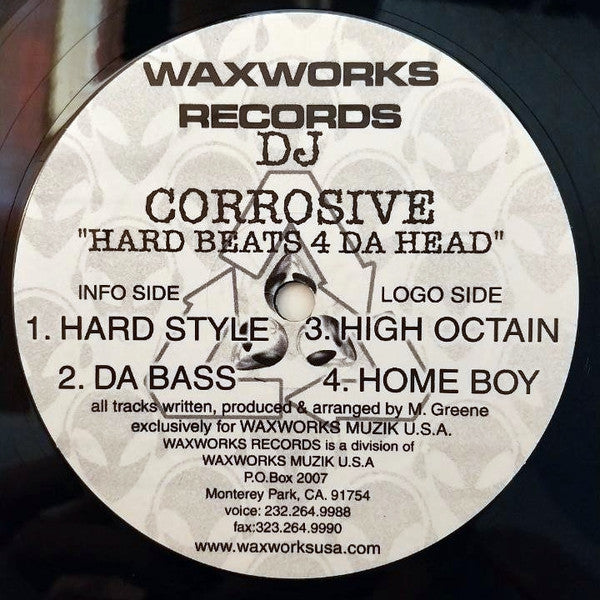 WAXWORKS
RECORDS
DJ
CORROSIVE
"HARD BEATS 4 DA HEAD"
INFO SIDE LOGO SIDE
1. HARD STYLE 3. HIGH OCTAIN
2. DA BASS 4. HOME BOY
all tracks written, produced & arranged by M. Greene
exclusively for WAXWORKS MUZIK U.S.A.
WAXWORKS RECORDS is a division of
WAXWORKS MUZIK U.S.A
P.O.Box 2007
Monterey Park, CA. 91754
voice: 232.264.9988
fax:323.264.9990
www.waxworksusa.com